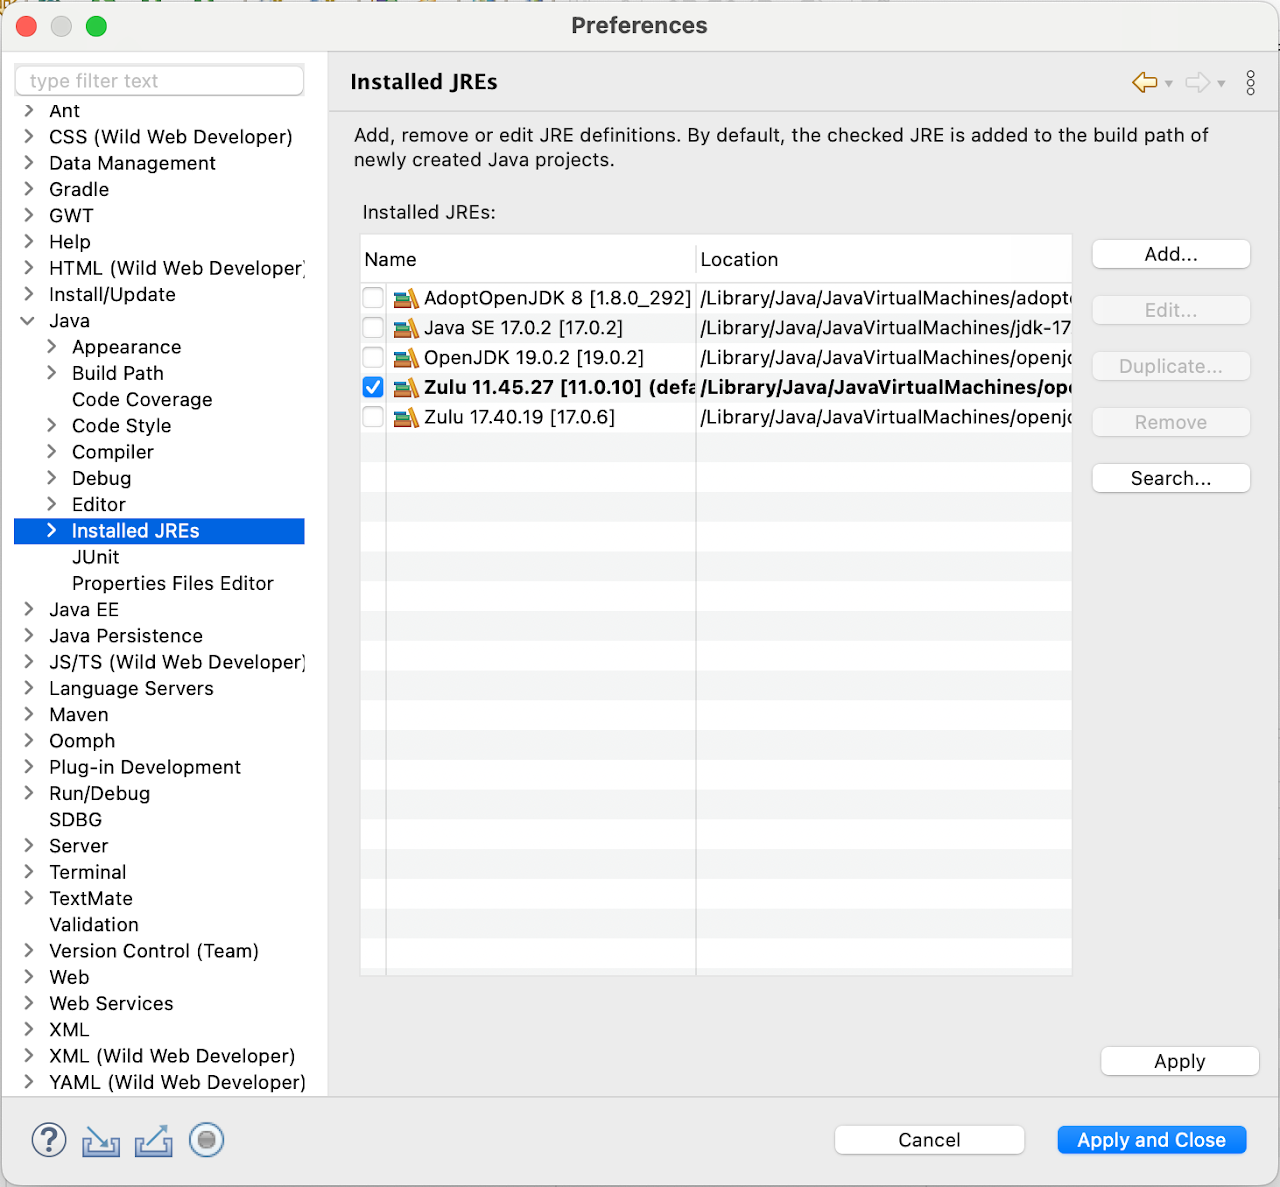 Preferences
type filter text
Ant
CSS (Wild Web Developer)
Data Management
Gradle
GWT
Help
HTML (Wild Web Developer)
Install/Update
Java
Appearance
Build Path
Code Coverage
Code Style
Compiler
Debug
Editor
Installed JREs
JUnit
Properties Files Editor
Java EE
Java Persistence
JS/TS (Wild Web Developer)
Language Servers
Maven
Oomph
Plug-in Development
Run/Debug
SDBG
Server
Terminal
TextMate
Validation
Version Control (Team)
Web
Web Services
XML
XML (Wild Web Developer)
YAML (Wild Web Developer)
Installed JREs
Add, remove or edit JRE definitions. By default, the checked JRE is added to the build path of
newly created Java projects.
Installed JREs:
Name Location
AdoptOpenJDK 8 [1.8.0_292] /Library/Java/JavaVirtualMachines/adopt
Java SE 17.0.2 [17.0.2] /Library/Java/JavaVirtualMachines/jdk-17
OpenJDK 19.0.2 [19.0.2] /Library/Java/JavaVirtualMachines/openj
Zulu 11.45.27 [11.0.10] (defa /Library/Java/JavaVirtualMachines/ope
Zulu 17.40.19 [17.0.6] /Library/Java/JavaVirtualMachines/openj
Add...
Edit...
Duplicate...
Remove
Search...
Apply
?
Cancel
Apply and Close